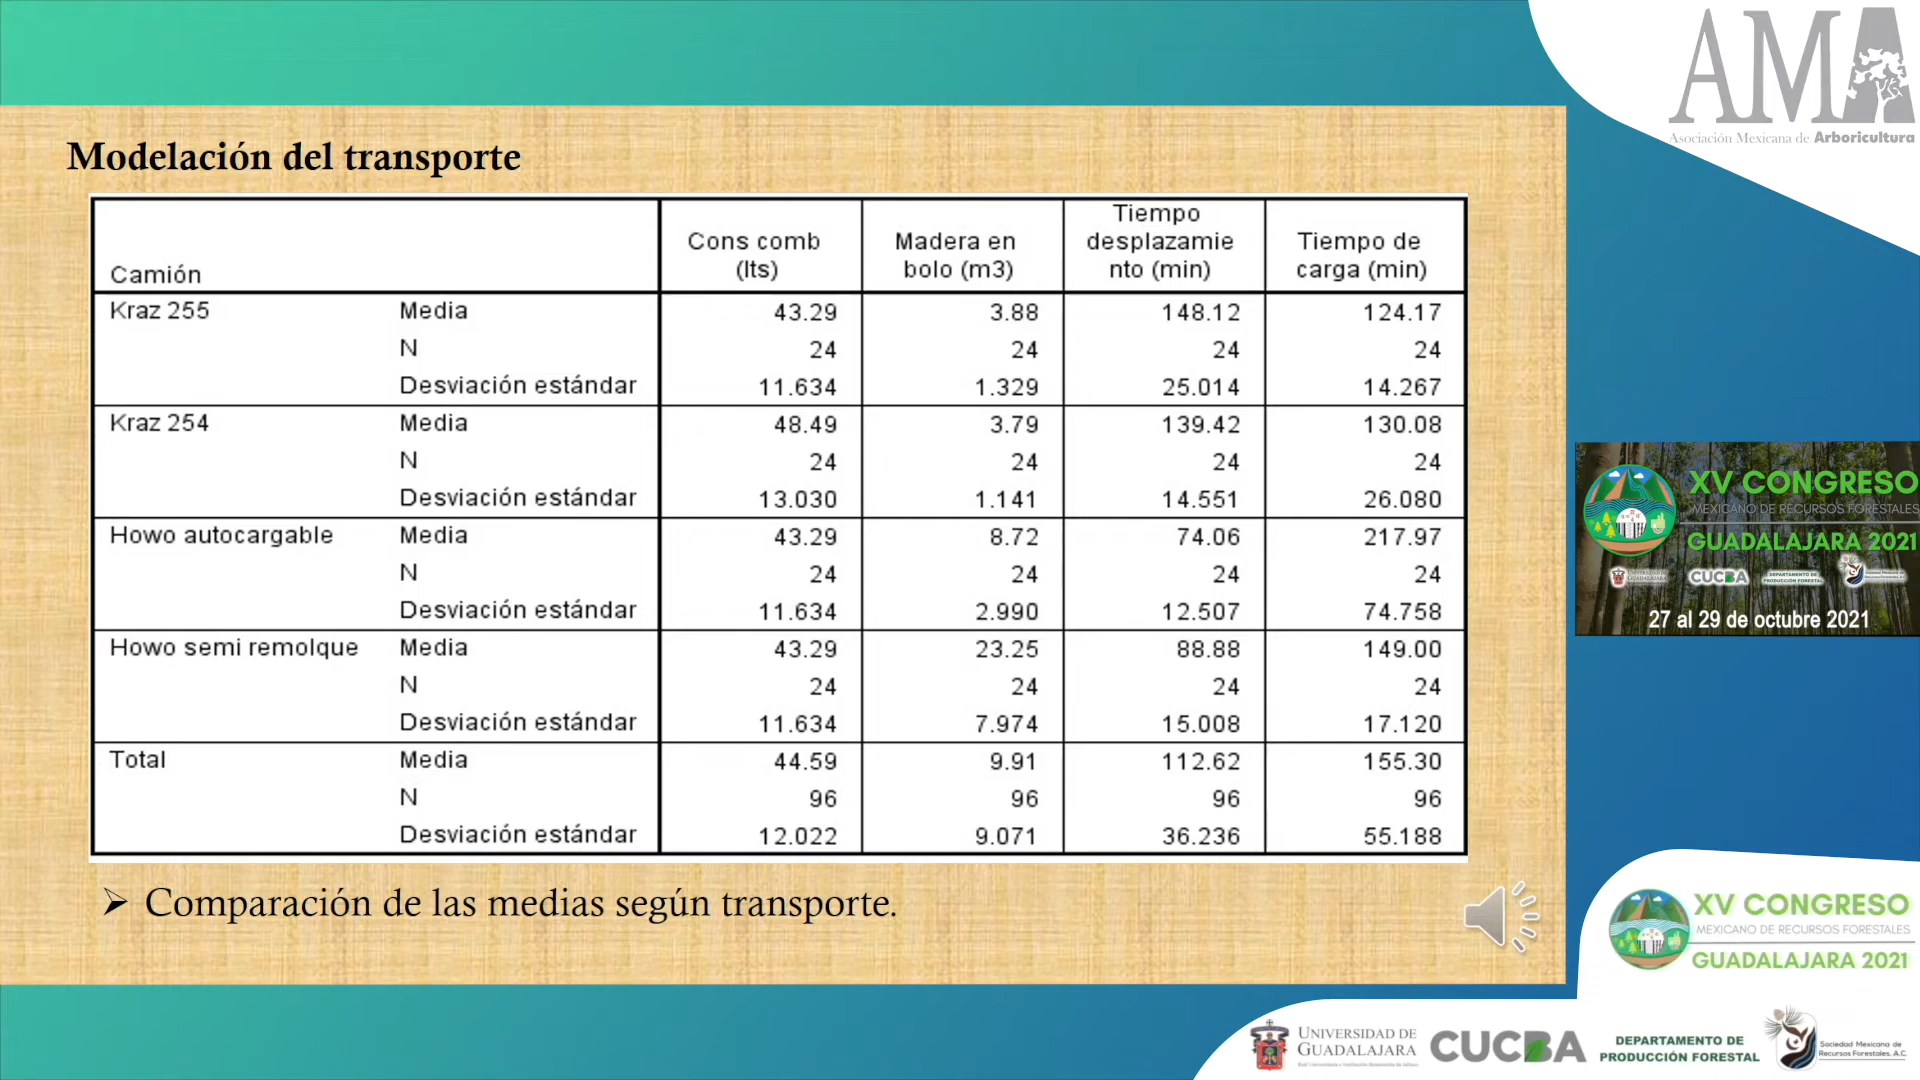 AMA
Asociación Mexicana de Arboricultura
Modelación del transporte
Camión Cons comb (lts) Madera en bolo (m3) Tiempo desplazamie nto (min) Tiempo de carga (min)
Kraz 255 Media 43.29 3.88 148.12 124.17
N 24 24 24 24
Desviación estándar 11.634 1.329 25.014 14.267
Kraz 254 Media 48.49 3.79 139.42 130.08
N 24 24 24 24
Desviación estándar 13.030 1.141 14.551 26.080
Howo autocargable Media 43.29 8.72 74.06 217.97
N 24 24 24 24
Desviación estándar 11.634 2.990 12.507 74.758
Howo semi remolque Media 43.29 23.25 88.88 149.00
N 24 24 24 24
Desviación estándar 11.634 7.974 15.008 17.120
Total Media 44.59 9.91 112.62 155.30
N 96 96 96 96
Desviación estándar 12.022 9.071 36.236 55.188
Comparación de las medias según transporte.
XV CONGRESO
MEXICANO DE RECURSOS FORESTALES
GUADALAJARA 2021
CUCBA
DEPARTAMENTO DE
PRODUCCIÓN FORESTAL
27 al 29 de octubre 2021
XV CONGRESO
MEXICANO DE RECURSOS FORESTALES
GUADALAJARA 2021
UNIVERSIDAD DE
GUADALAJARA
CUCBA
DEPARTAMENTO DE
PRODUCCIÓN FORESTAL
Sociedad Mexicana de
Recursos Forestales, A.C.